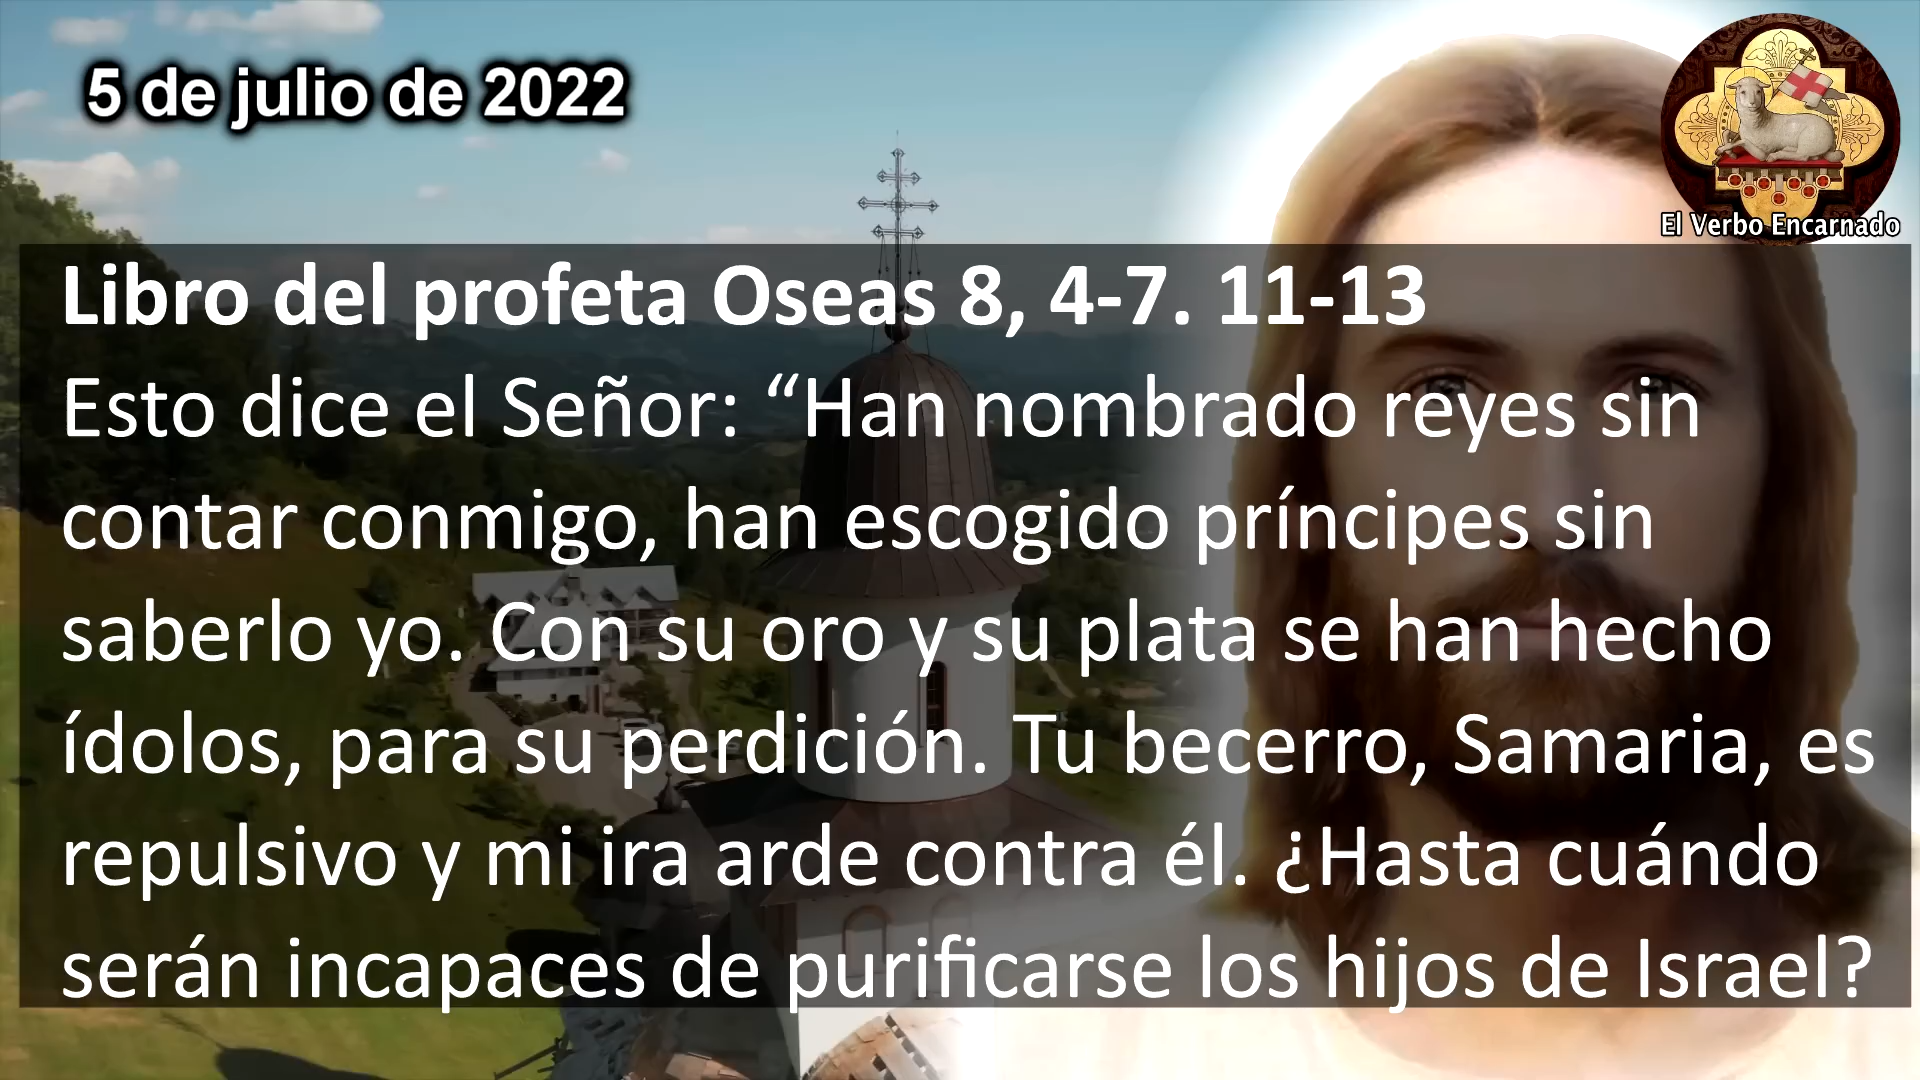 5 de julio de 2022
El Verbo Encarnado
Libro del profeta Oseas 8, 4-7. 11-13
Esto dice el Señor: “Han nombrado reyes sin
contar conmigo, han escogido príncipes sin
saberlo yo. Con su oro y su plata se han hecho
ídolos, para su perdición. Tu becerro, Samaria, es
repulsivo y mi ira arde contra él. ¿Hasta cuándo
serán incapaces de purificarse los hijos de Israel?